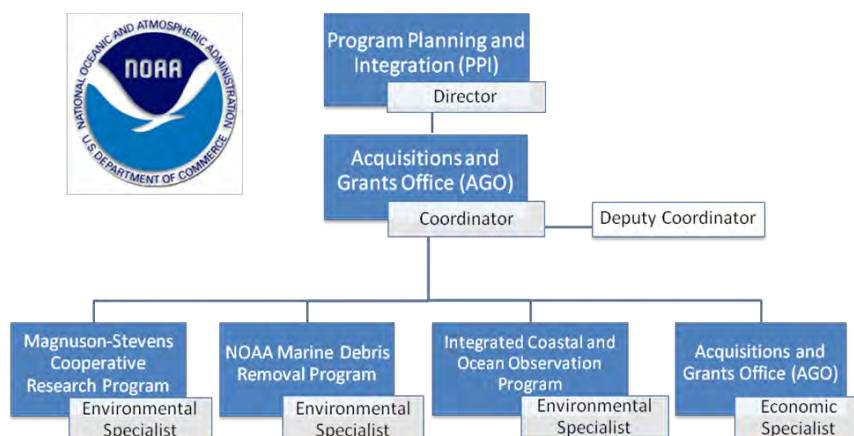 NATIONAL OCEANIC AND ATMOSPHERIC ADMINISTRATION
U.S. DEPARTMENT OF COMMERCE
NOAA
Program Planning and
Integration (PPI)
Director
Acquisitions and
Grants Office (AGO)
Coordinator
Deputy Coordinator
Magnuson-Stevens
Cooperative
Research Program
Environmental
Specialist
NOAA Marine Debris
Removal Program
Environmental
Specialist
Integrated Coastal and
Ocean Observation
Program
Environmental
Specialist
Acquisitions and
Grants Office (AGO)
Economic
Specialist